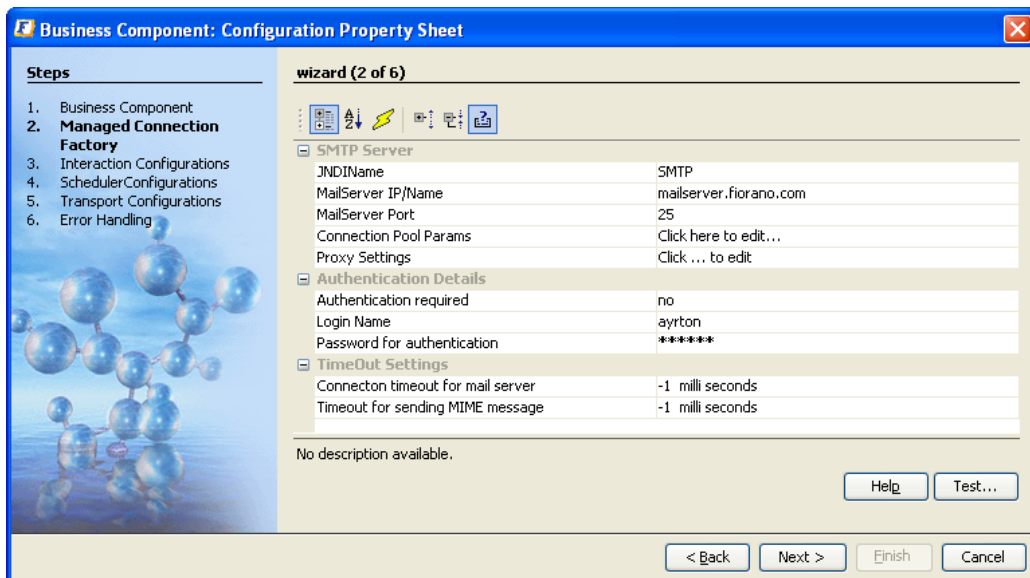 Business Component: Configuration Property Sheet
Steps
1. Business Component
2. Managed Connection
Factory
3. Interaction Configurations
4. SchedulerConfigurations
5. Transport Configurations
6. Error Handling
wizard (2 of 6)
SMTP Server
JNDIName SMTP
MailServer IP/Name mailserver.fiorano.com
MailServer Port 25
Connection Pool Params Click here to edit...
Proxy Settings Click ... to edit
Authentication Details
Authentication required no
Login Name ayrton
Password for authentication ******
TimeOut Settings
Connecton timeout for mail server -1 milli seconds
Timeout for sending MIME message -1 milli seconds
No description available.
Help Test...
< Back Next > Finish Cancel